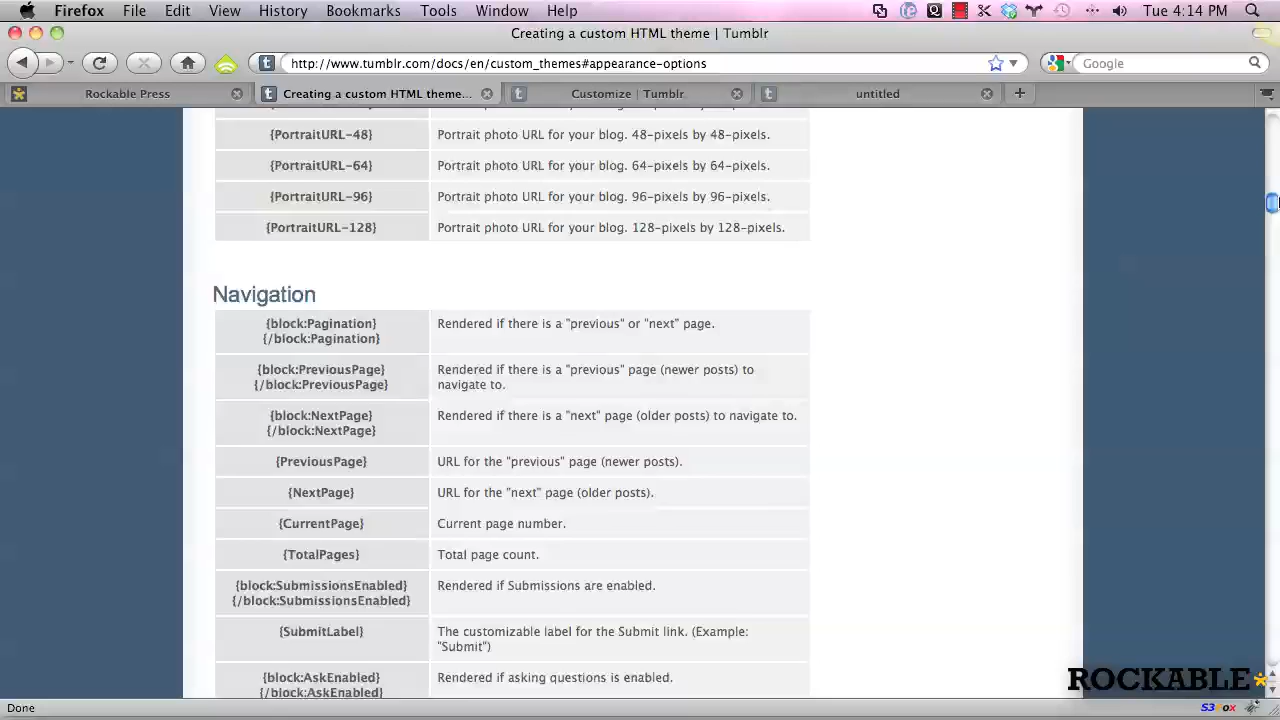 Firefox File Edit View History Bookmarks Tools Window Help Tue 4:14 PM
Creating a custom HTML theme | Tumblr
http://www.tumblr.com/docs/en/custom_themes#appearance-options Google
Rockable Press Creating a custom HTML theme... Customize | Tumblr untitled
{PortraitURL-48} Portrait photo URL for your blog. 48-pixels by 48-pixels.
{PortraitURL-64} Portrait photo URL for your blog. 64-pixels by 64-pixels.
{PortraitURL-96} Portrait photo URL for your blog. 96-pixels by 96-pixels.
{PortraitURL-128} Portrait photo URL for your blog. 128-pixels by 128-pixels.
Navigation
{block:Pagination} Rendered if there is a "previous" or "next" page.
{/block:Pagination}
{block:PreviousPage} Rendered if there is a "previous" page (newer posts) to
{/block:PreviousPage} navigate to.
{block:NextPage} Rendered if there is a "next" page (older posts) to navigate to.
{/block:NextPage}
{PreviousPage} URL for the "previous" page (newer posts).
{NextPage} URL for the "next" page (older posts).
{CurrentPage} Current page number.
{TotalPages} Total page count.
{block:SubmissionsEnabled} Rendered if Submissions are enabled.
{/block:SubmissionsEnabled}
{SubmitLabel} The customizable label for the Submit link. (Example:
"Submit")
{block:AskEnabled} Rendered if asking questions is enabled.
{/block:AskEnabled}
ROCKABLE
Done S3Fox